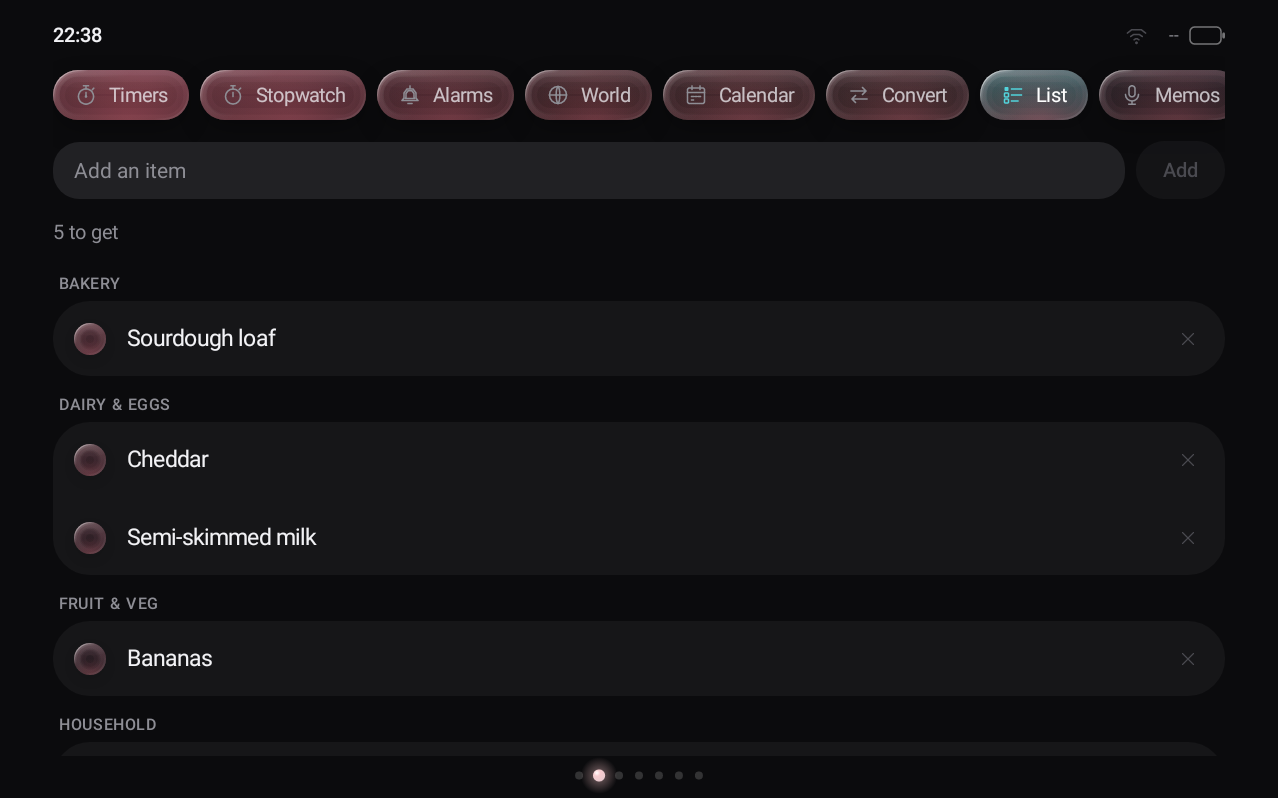 22:38
--
Timers Stopwatch Alarms World Calendar Convert List Memos
Add an item Add
5 to get
BAKERY
Sourdough loaf
DAIRY & EGGS
Cheddar
Semi-skimmed milk
FRUIT & VEG
Bananas
HOUSEHOLD